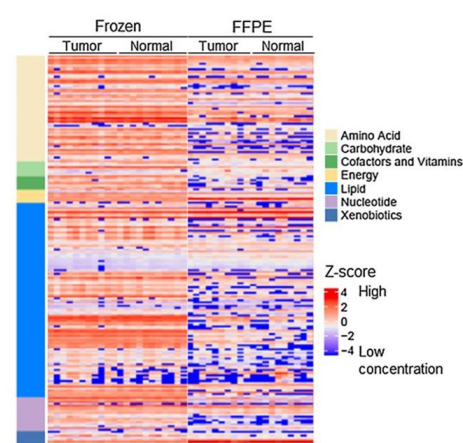 Frozen FFPE
Tumor Normal Tumor Normal
Amino Acid
Carbohydrate
Cofactors and Vitamins
Energy
Lipid
Nucleotide
Xenobiotics
Z-score
4 High
2
0
−2
−4 Low
concentration